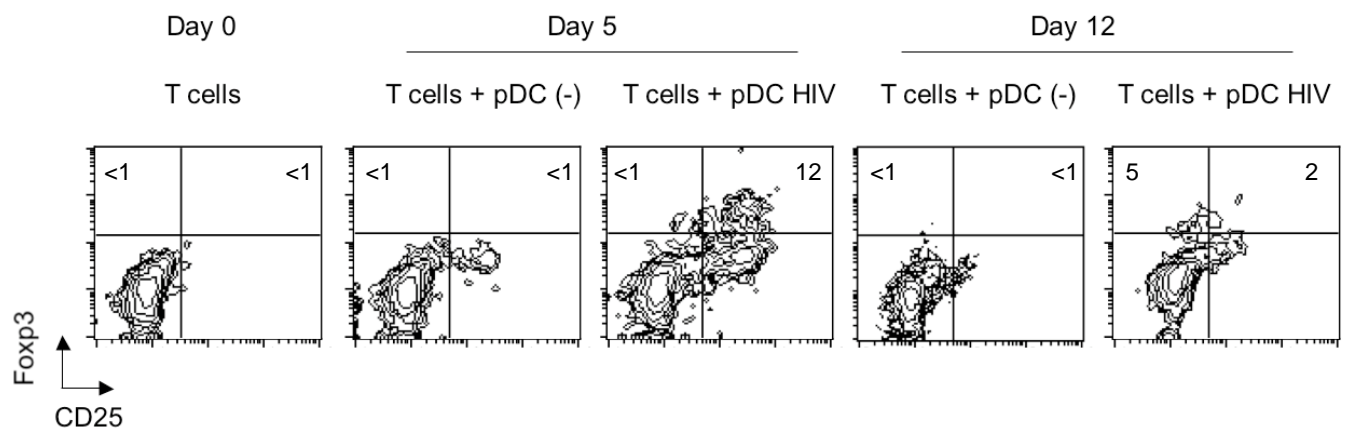 Day 0 Day 5 Day 12
T cells T cells + pDC (-) T cells + pDC HIV T cells + pDC (-) T cells + pDC HIV
<1 <1 <1 <1 <1 12 <1 <1 5 2
Foxp3
CD25